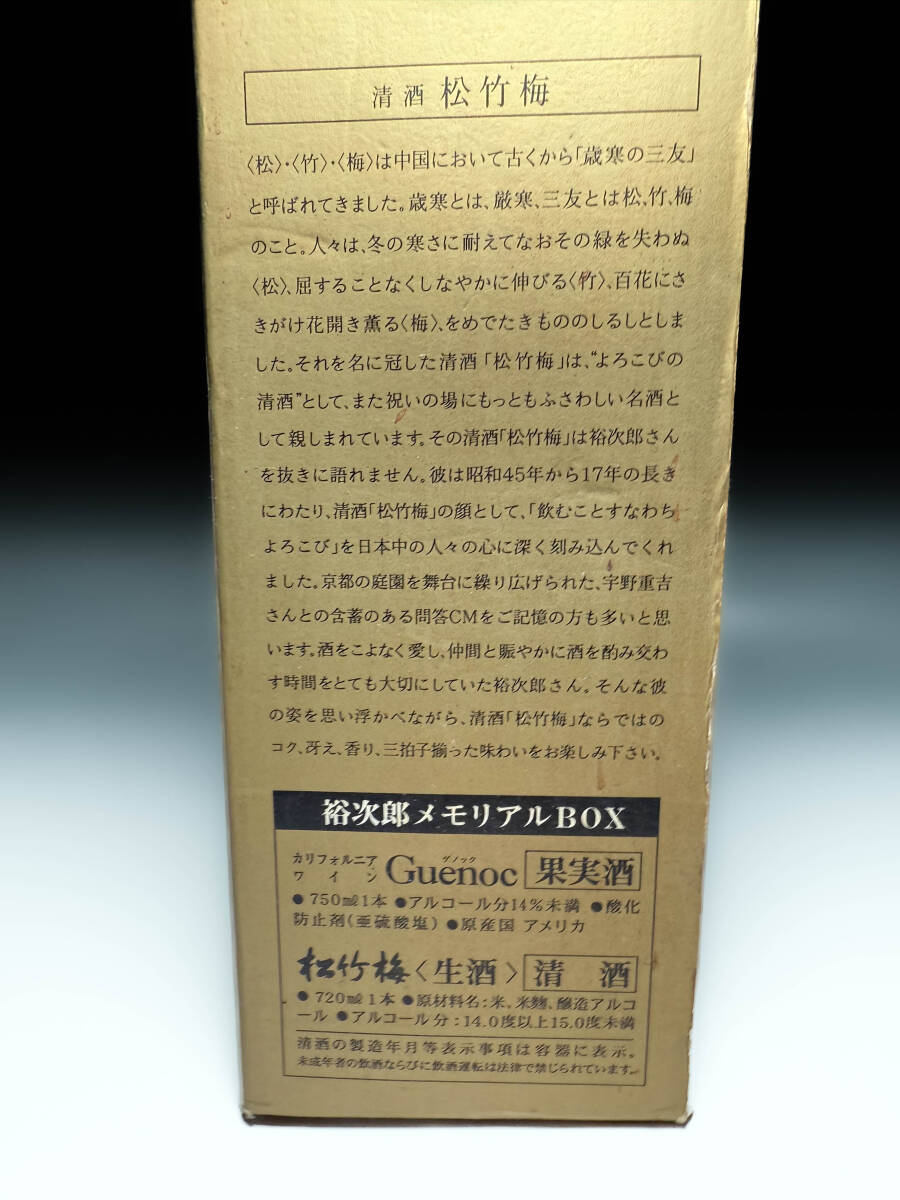 清酒 松竹梅
〈松〉・〈竹〉・〈梅〉は中国において古くから「歳寒の三友」
と呼ばれてきました。歳寒とは、厳寒、三友とは松、竹、梅
のこと。人々は、冬の寒さに耐えてなおその緑を失わぬ
〈松〉、屈することなくしなやかに伸びる〈竹〉、百花にさ
きがけ花開き薫る〈梅〉、をめでたきもののしるしとしま
した。それを名に冠した清酒「松竹梅」は、“よろこびの
清酒”として、また祝いの場にもっともふさわしい名酒と
して親しまれています。その清酒「松竹梅」は裕次郎さん
を抜きに語れません。彼は昭和45年から17年の長き
にわたり、清酒「松竹梅」の顔として、「飲むことすなわち
よろこび」を日本中の人々の心に深く刻み込んでくれ
ました。京都の庭園を舞台に繰り広げられた、宇野重吉
さんとの含蓄のある問答CMをご記憶の方も多いと思
います。酒をこよなく愛し、仲間と賑やかに酒を酌み交わ
す時間をとても大切にしていた裕次郎さん。そんな彼
の姿を思い浮かべながら、清酒「松竹梅」ならではの
コク、冴え、香り、三拍子揃った味わいをお楽しみ下さい。
裕次郎メモリアルBOX
カリフォルニア
ワイン
ゲノック
Guenoc 果実酒
●750㎖1本 ●アルコール分14%未満 ●酸化
防止剤(亜硫酸塩) ●原産国 アメリカ
松竹梅〈生酒〉 清酒
●720㎖1本 ●原材料名:米、米麴、醸造アルコ
ール ●アルコール分:14.0度以上15.0度未満
清酒の製造年月等表示事項は容器に表示。
未成年者の飲酒ならびに飲酒運転は法律で禁じられています。